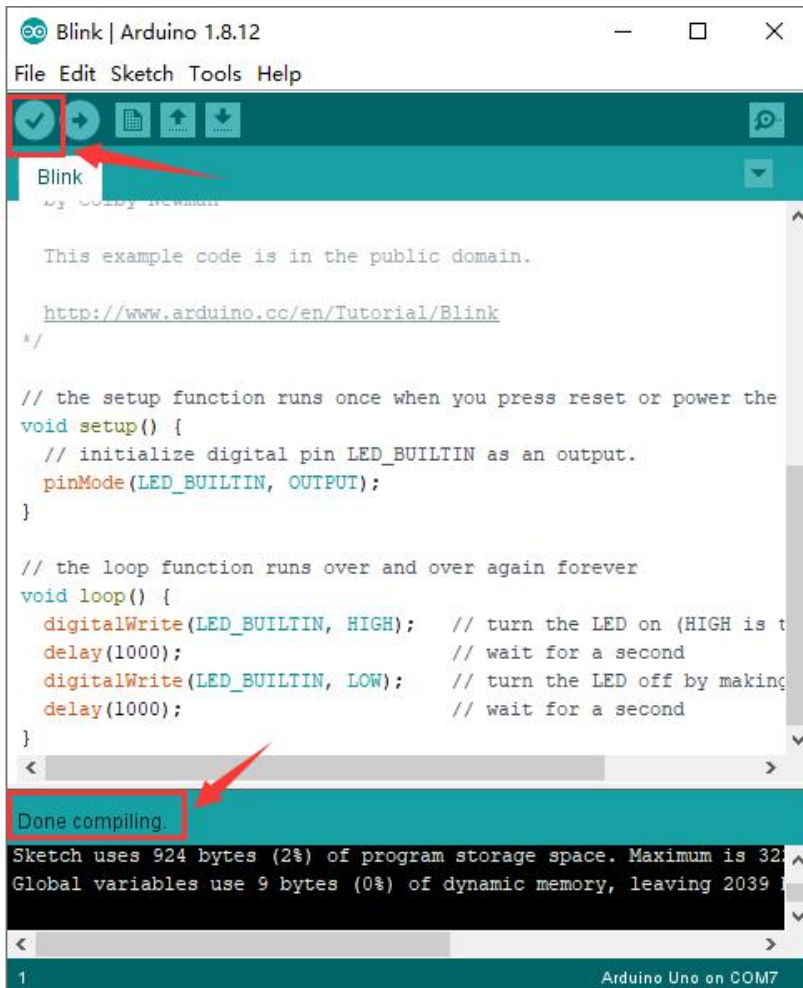 Blink | Arduino 1.8.12
File Edit Sketch Tools Help
Blink
by Colby Newman
This example code is in the public domain.
http://www.arduino.cc/en/Tutorial/Blink
*/
// the setup function runs once when you press reset or power the
void setup() {
// initialize digital pin LED_BUILTIN as an output.
pinMode(LED_BUILTIN, OUTPUT);
}
// the loop function runs over and over again forever
void loop() {
digitalWrite(LED_BUILTIN, HIGH); // turn the LED on (HIGH is t
delay(1000); // wait for a second
digitalWrite(LED_BUILTIN, LOW); // turn the LED off by making
delay(1000); // wait for a second
}
Done compiling.
Sketch uses 924 bytes (2%) of program storage space. Maximum is 32
Global variables use 9 bytes (0%) of dynamic memory, leaving 2039
1
Arduino Uno on COM7